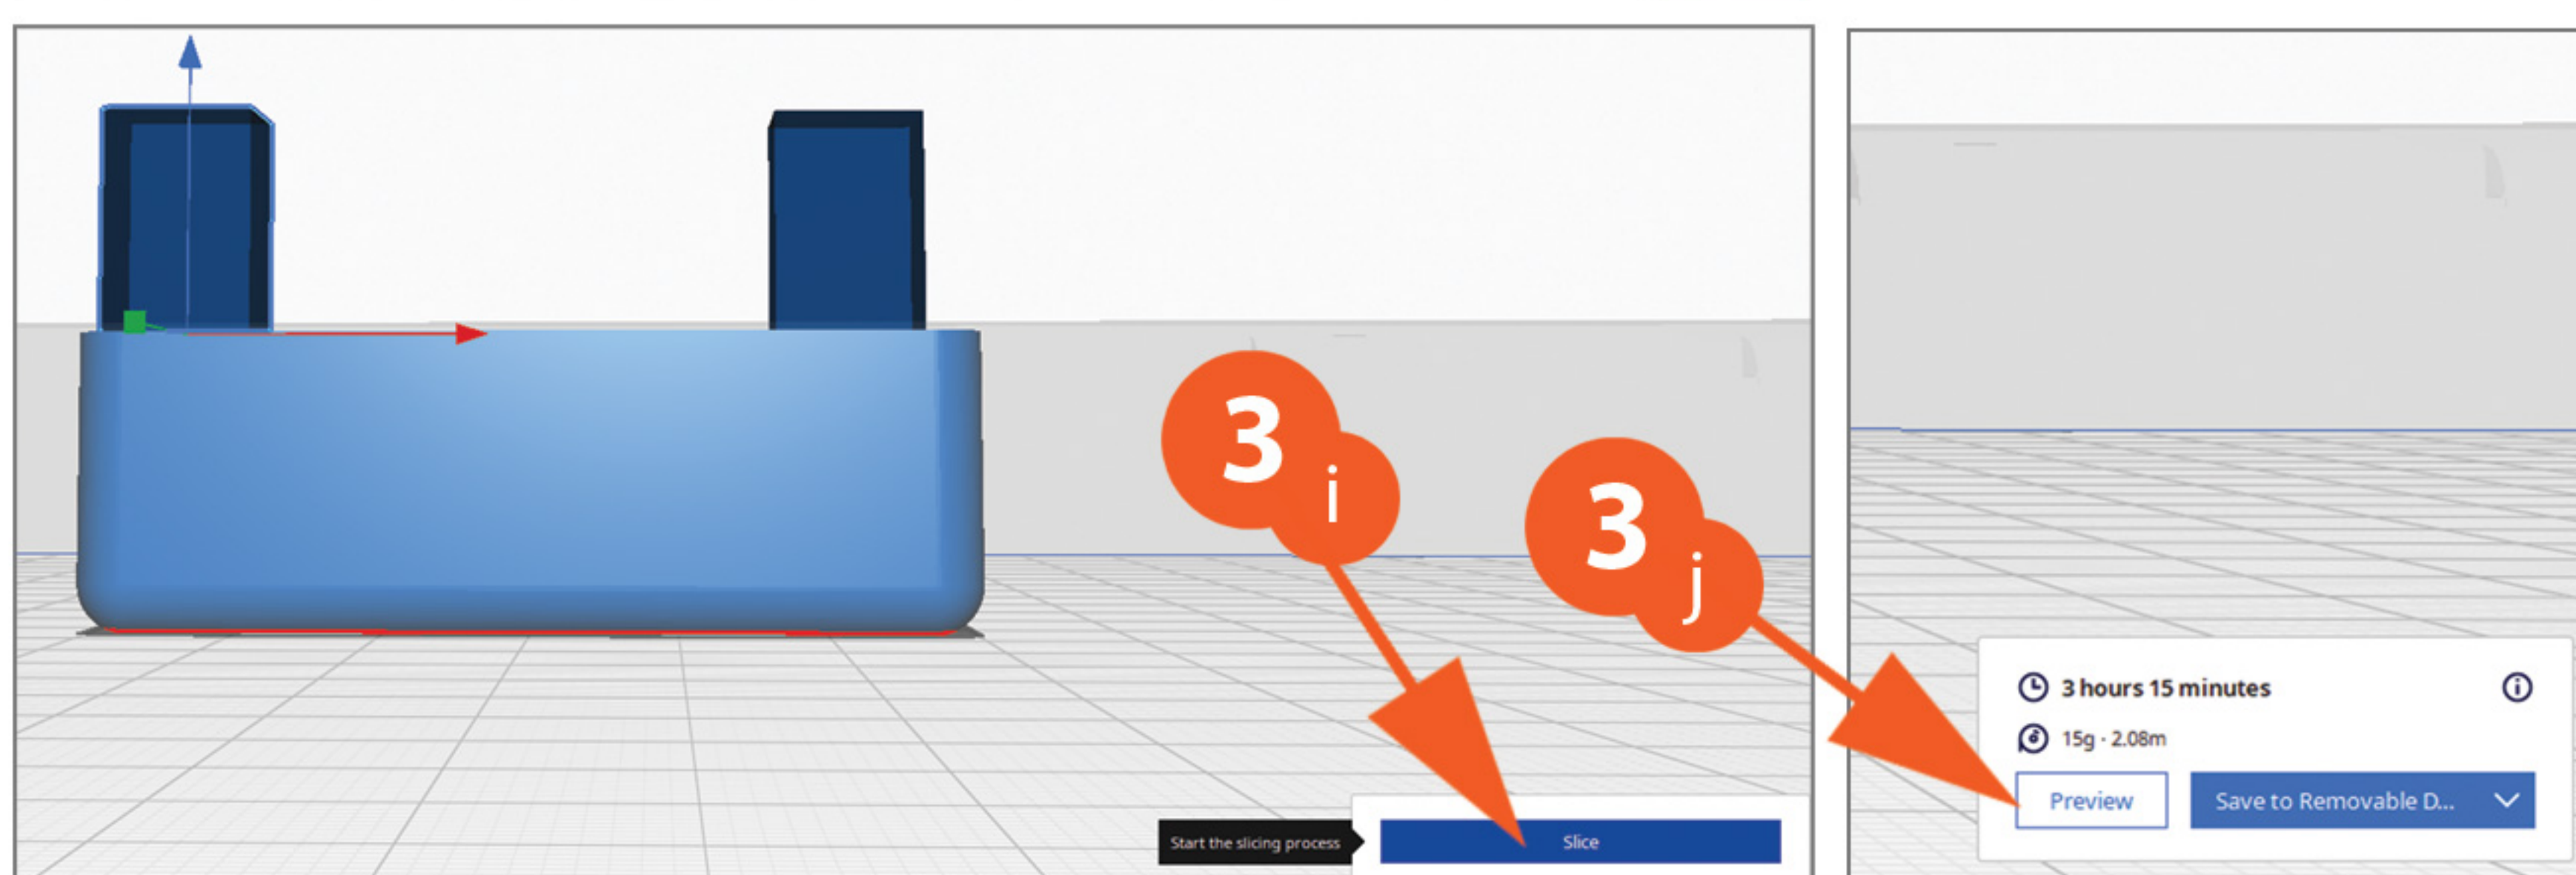 3
i
3
j
3 hours 15 minutes
15g · 2.08m
Preview
Save to Removable D...
Start the slicing process
Slice